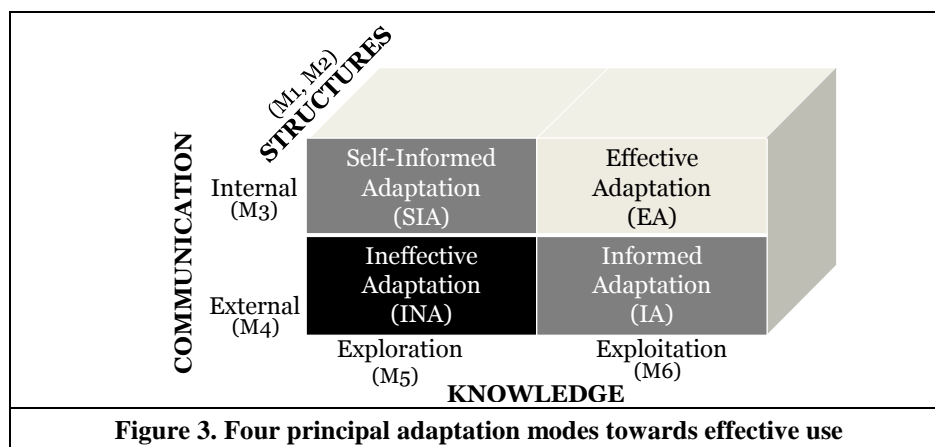 (M1, M2)
STRUCTURES
COMMUNICATION
Internal
(M3)
Self-Informed
Adaptation
(SIA)
Effective
Adaptation
(EA)
External
(M4)
Ineffective
Adaptation
(INA)
Informed
Adaptation
(IA)
Exploration
(M5)
Exploitation
(M6)
KNOWLEDGE
Figure 3. Four principal adaptation modes towards effective use